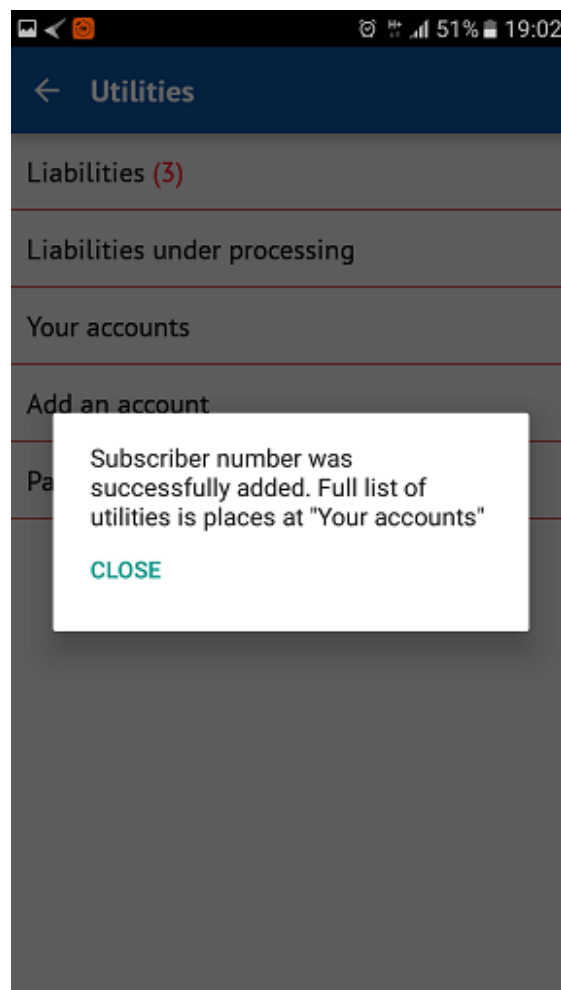 51% 19:02
Utilities
Liabilities (3)
Liabilities under processing
Your accounts
Add an account
Pa
Subscriber number was
successfully added. Full list of
utilities is places at "Your accounts"
CLOSE